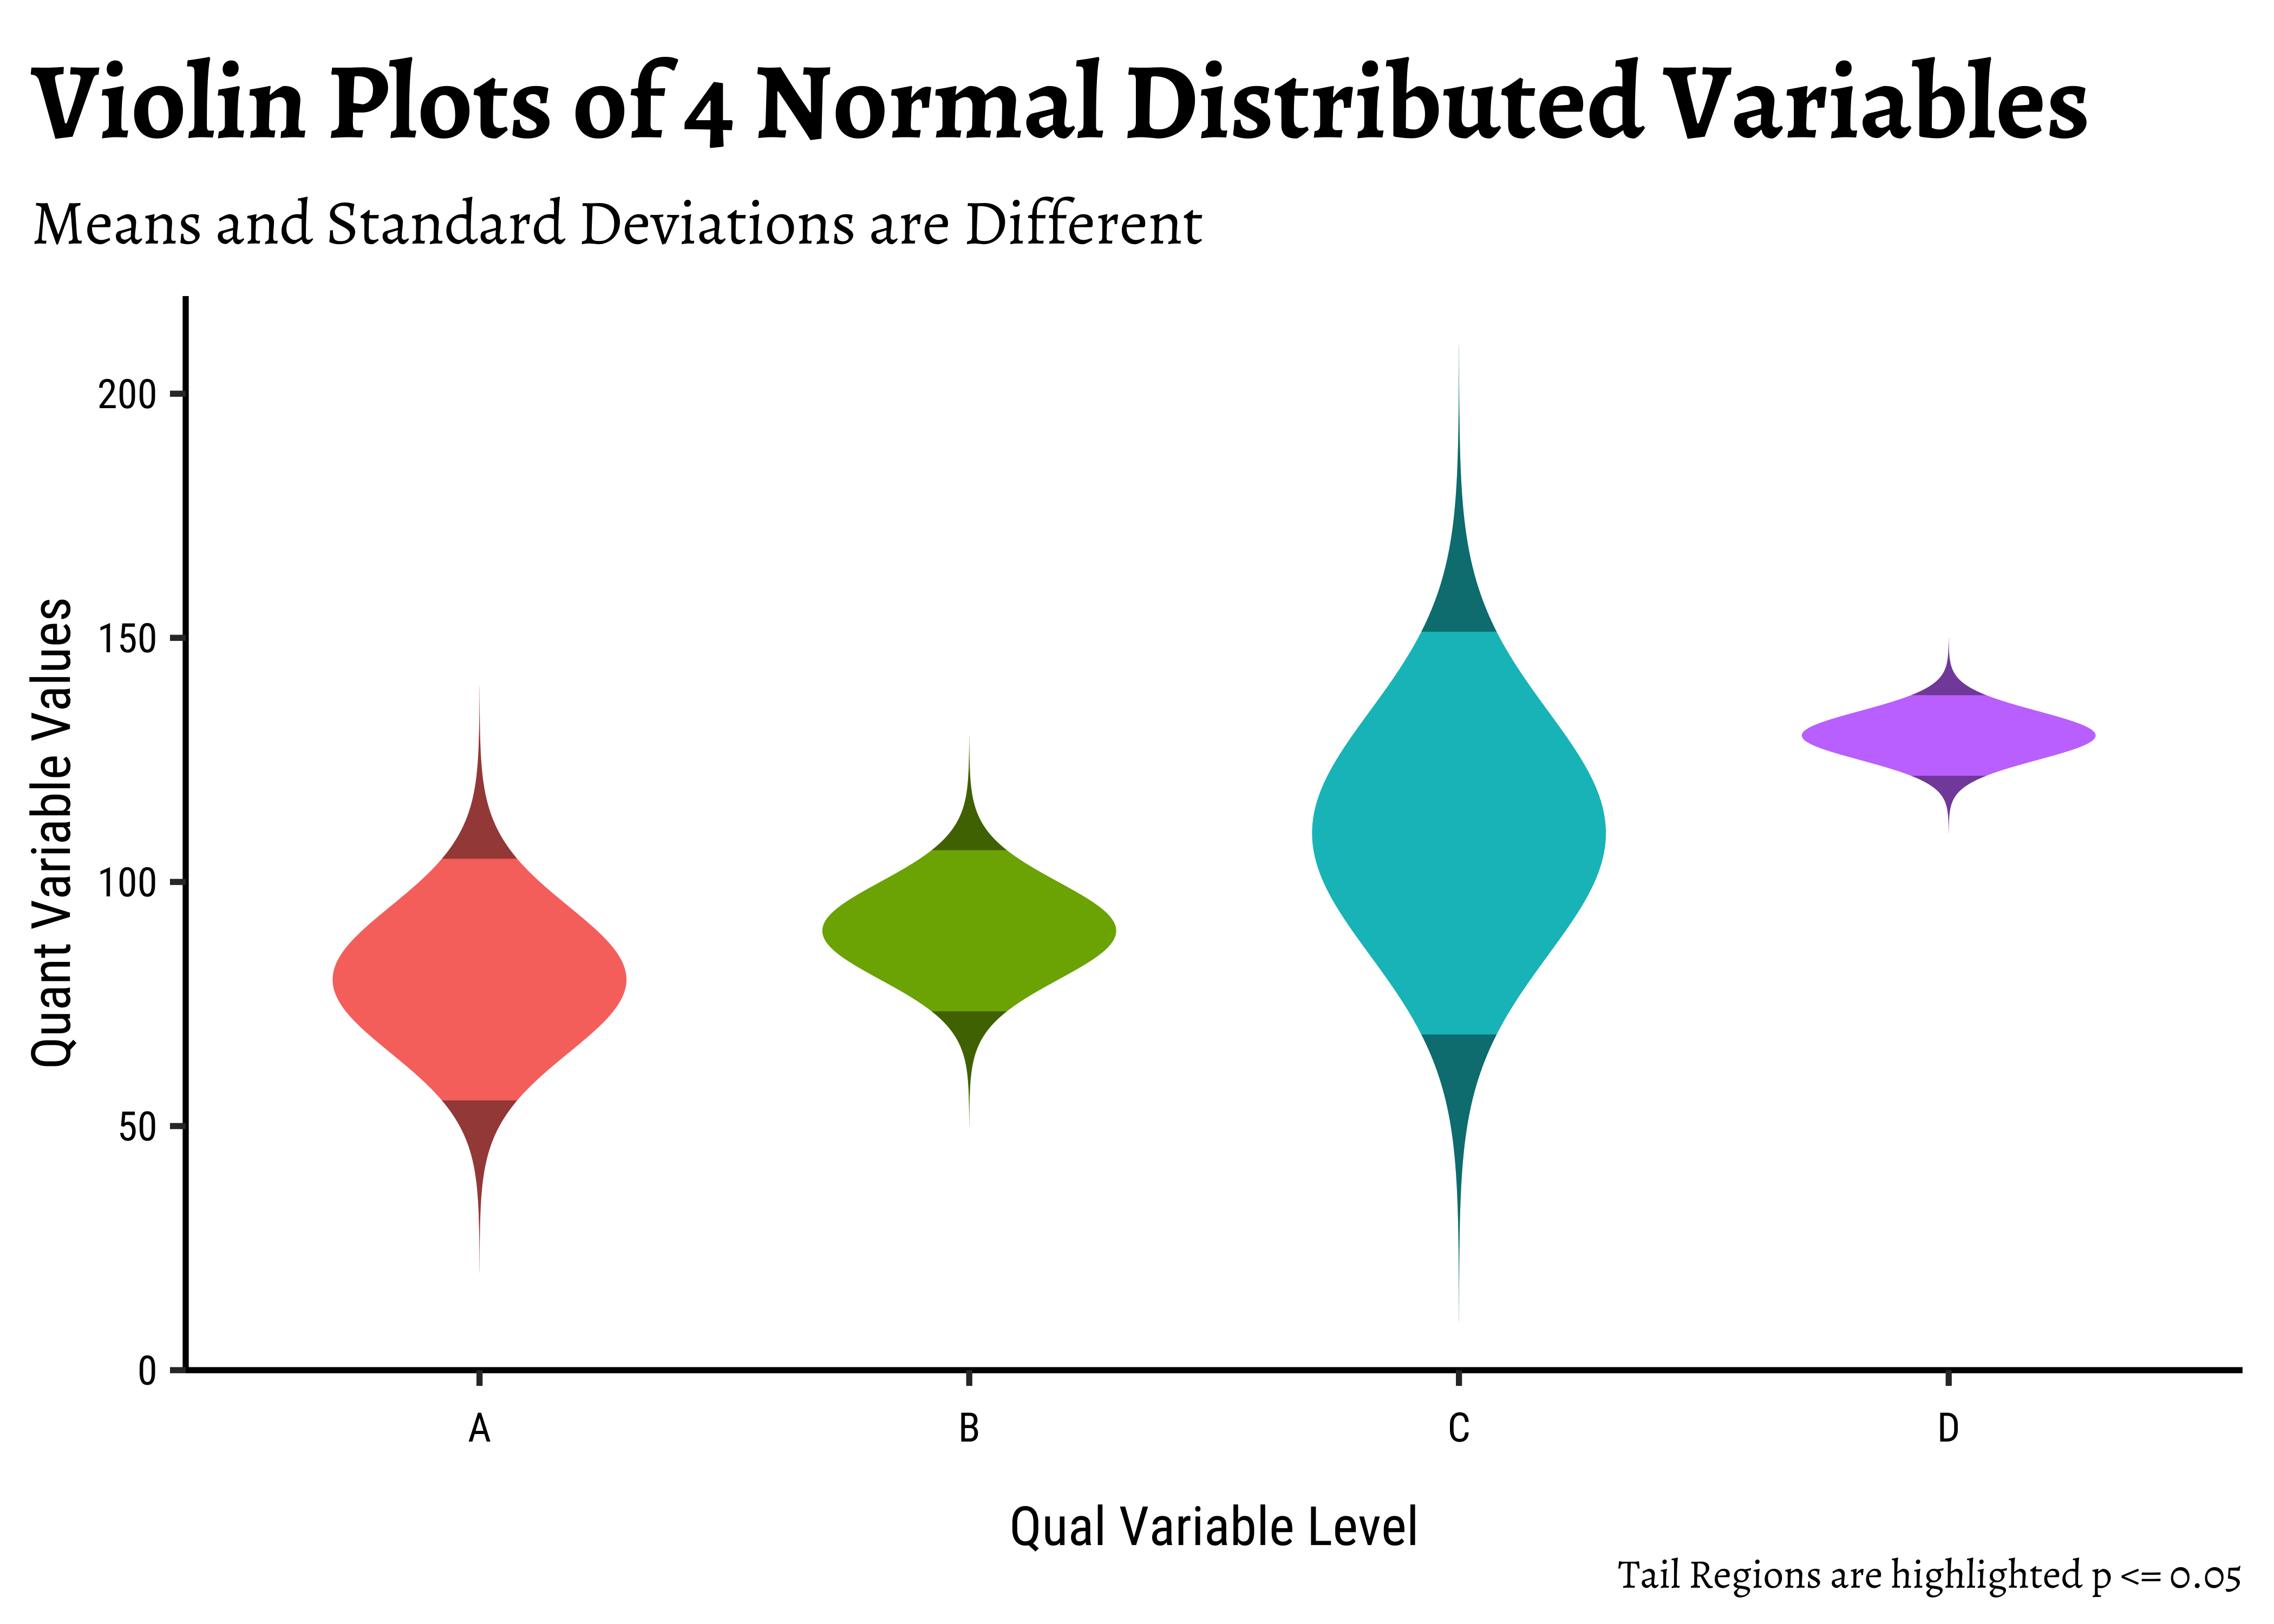 Violin Plots of 4 Normal Distributed Variables
Means and Standard Deviations are Different
Quant Variable Values
200
150
100
50
0
A
B
C
D
Qual Variable Level
Tail Regions are highlighted p <= 0.05